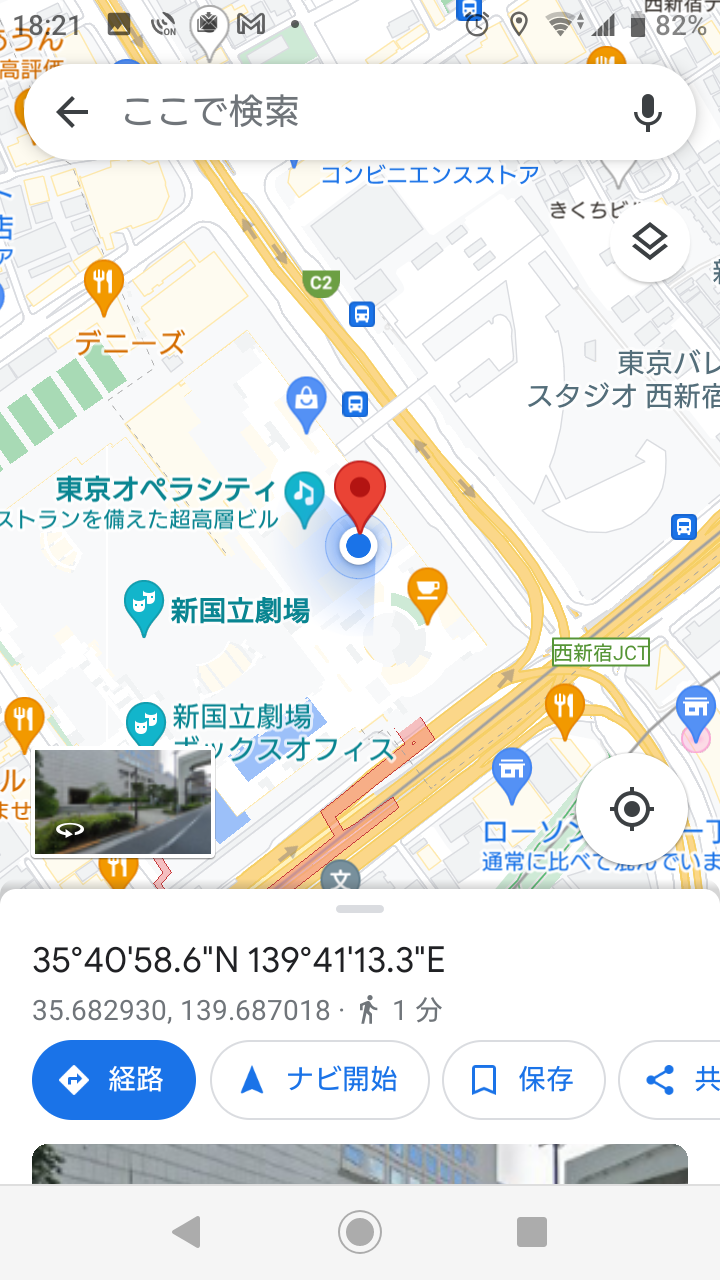 18:21
ON
82%
西新宿
高評価
ここで検索
コンビニエンスストア
きくちビル
店
C2
デニーズ
東京バレ
スタジオ 西新宿
東京オペラシティ
ストランを備えた超高層ビル
新国立劇場
西新宿JCT
新国立劇場
ボックスオフィス
ル
ませ
ローソン
丁
通常に比べて混んでいま
文
35°40'58.6"N 139°41'13.3"E
35.682930, 139.687018 · 1 分
経路
ナビ開始
保存
共